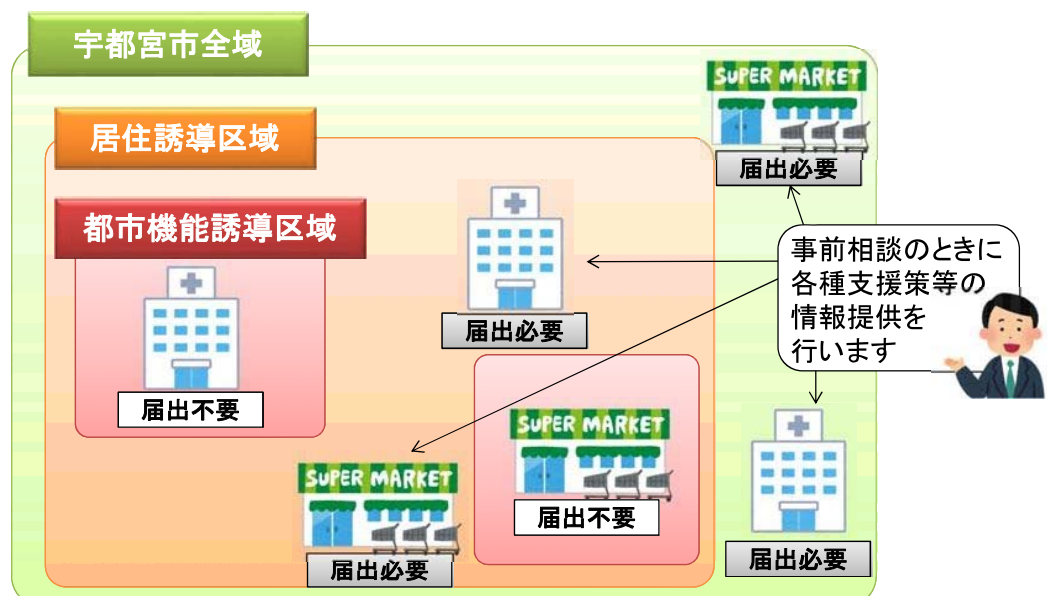 宇都宮市全域
SUPER MARKET
届出必要
居住誘導区域
都市機能誘導区域
届出必要
事前相談のときに
各種支援策等の
情報提供を
行います
届出不要
SUPER MARKET
届出不要
SUPER MARKET
届出必要
届出必要